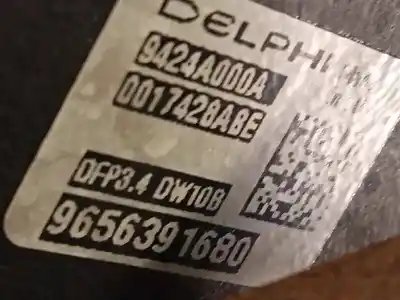 DELPHI
9424A000A
0017428ABE
DFP3.4 DW10B
9656391680